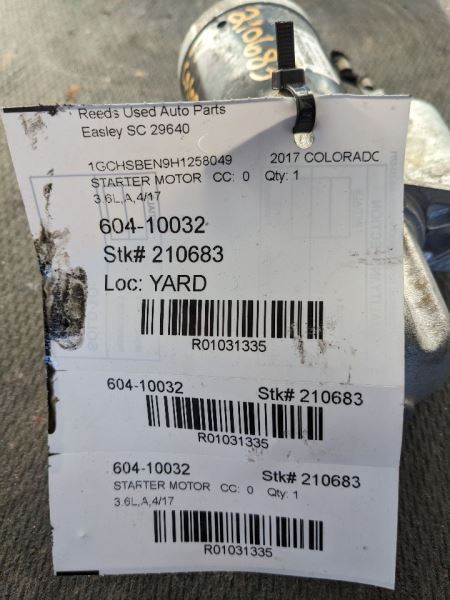 210683
Reeds Used Auto Parts
Easley SC 29640
1GCHSBEN9H1258049 2017 COLORADO
STARTER MOTOR CC: 0 Qty: 1
3.6L,A,4/17
604-10032
Stk# 210683
Loc: YARD
R01031335
604-10032 Stk# 210683
R01031335
604-10032 Stk# 210683
STARTER MOTOR CC: 0 Qty: 1
3.6L,A,4/17
R01031335